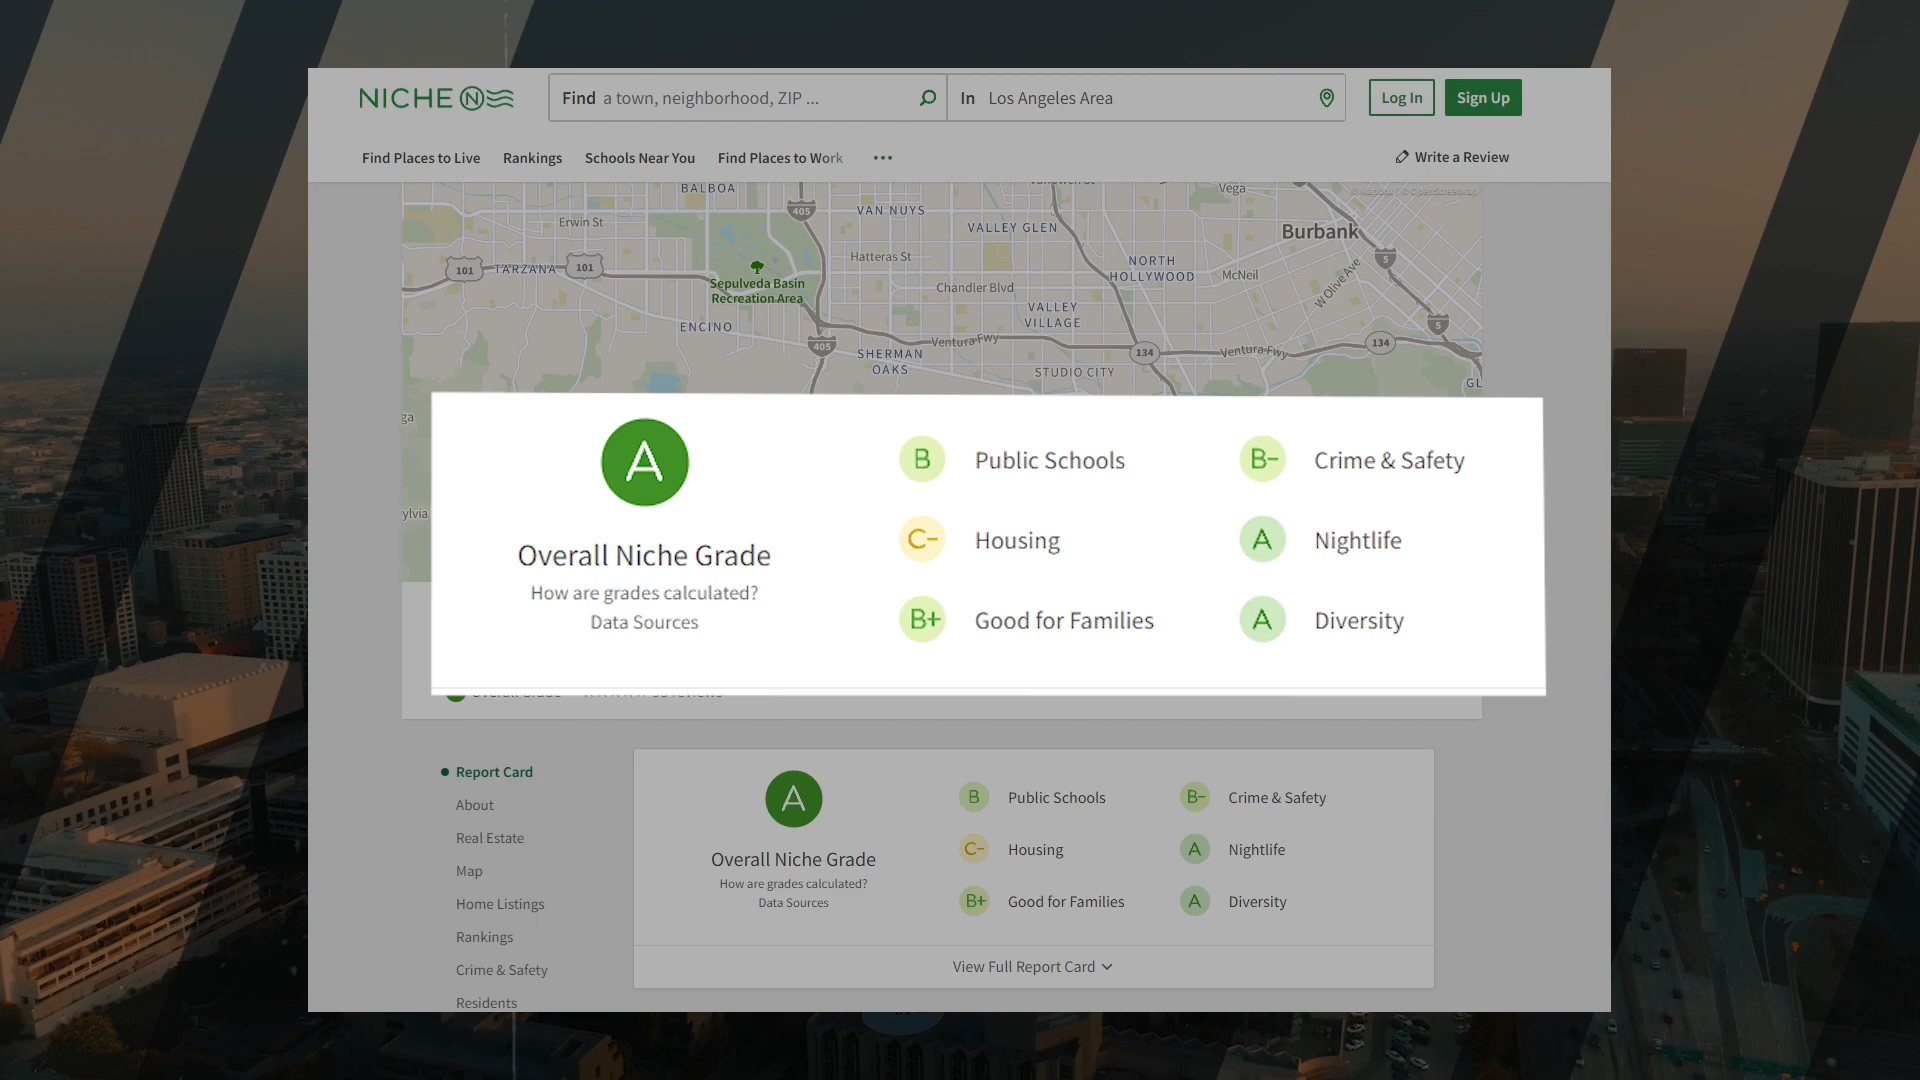 NICHE
Find a town, neighborhood, ZIP ...
In Los Angeles Area
Log In
Sign Up
Find Places to Live
Rankings
Schools Near You
Find Places to Work
Write a Review
BALBOA
Vega
405
VAN NUYS
Erwin St
VALLEY GLEN
Burbank
Hatteras St
101
TARZANA
101
NORTH
HOLLYWOOD
McNeil
5
W Olive Ave
Sepulveda Basin
Recreation Area
Chandler Blvd
VALLEY
VILLAGE
ENCINO
405
Ventura Fwy
5
134
Ventura Fwy
134
SHERMAN
OAKS
STUDIO CITY
GL
ga
ylvia
A
Overall Niche Grade
How are grades calculated?
Data Sources
B Public Schools
B- Crime & Safety
C- Housing
A Nightlife
B+ Good for Families
A Diversity
Report Card
About
Real Estate
Map
Home Listings
Rankings
Crime & Safety
Residents
A
Overall Niche Grade
How are grades calculated?
Data Sources
B Public Schools
B- Crime & Safety
C- Housing
A Nightlife
B+ Good for Families
A Diversity
View Full Report Card